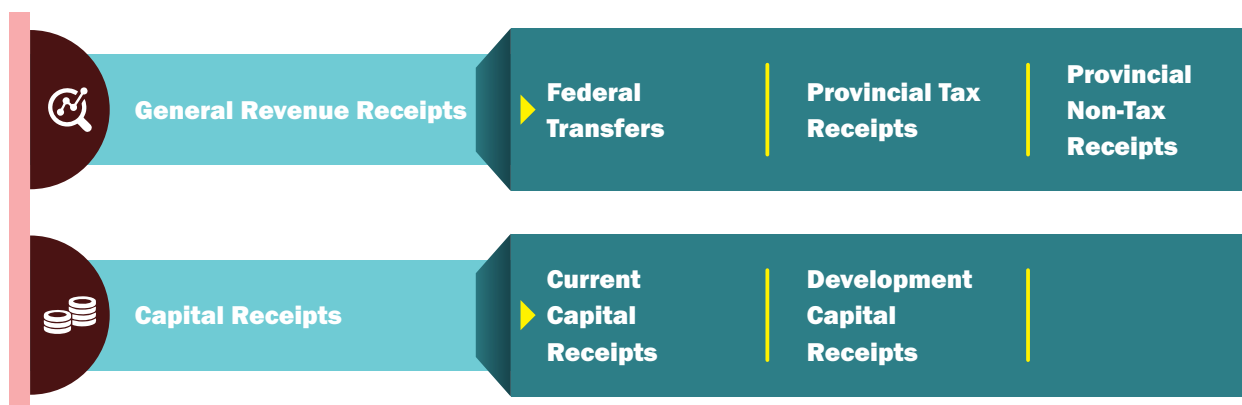 General Revenue Receipts
Federal
Transfers
Provincial Tax
Receipts
Provincial
Non-Tax
Receipts
Capital Receipts
Current
Capital
Receipts
Development
Capital
Receipts